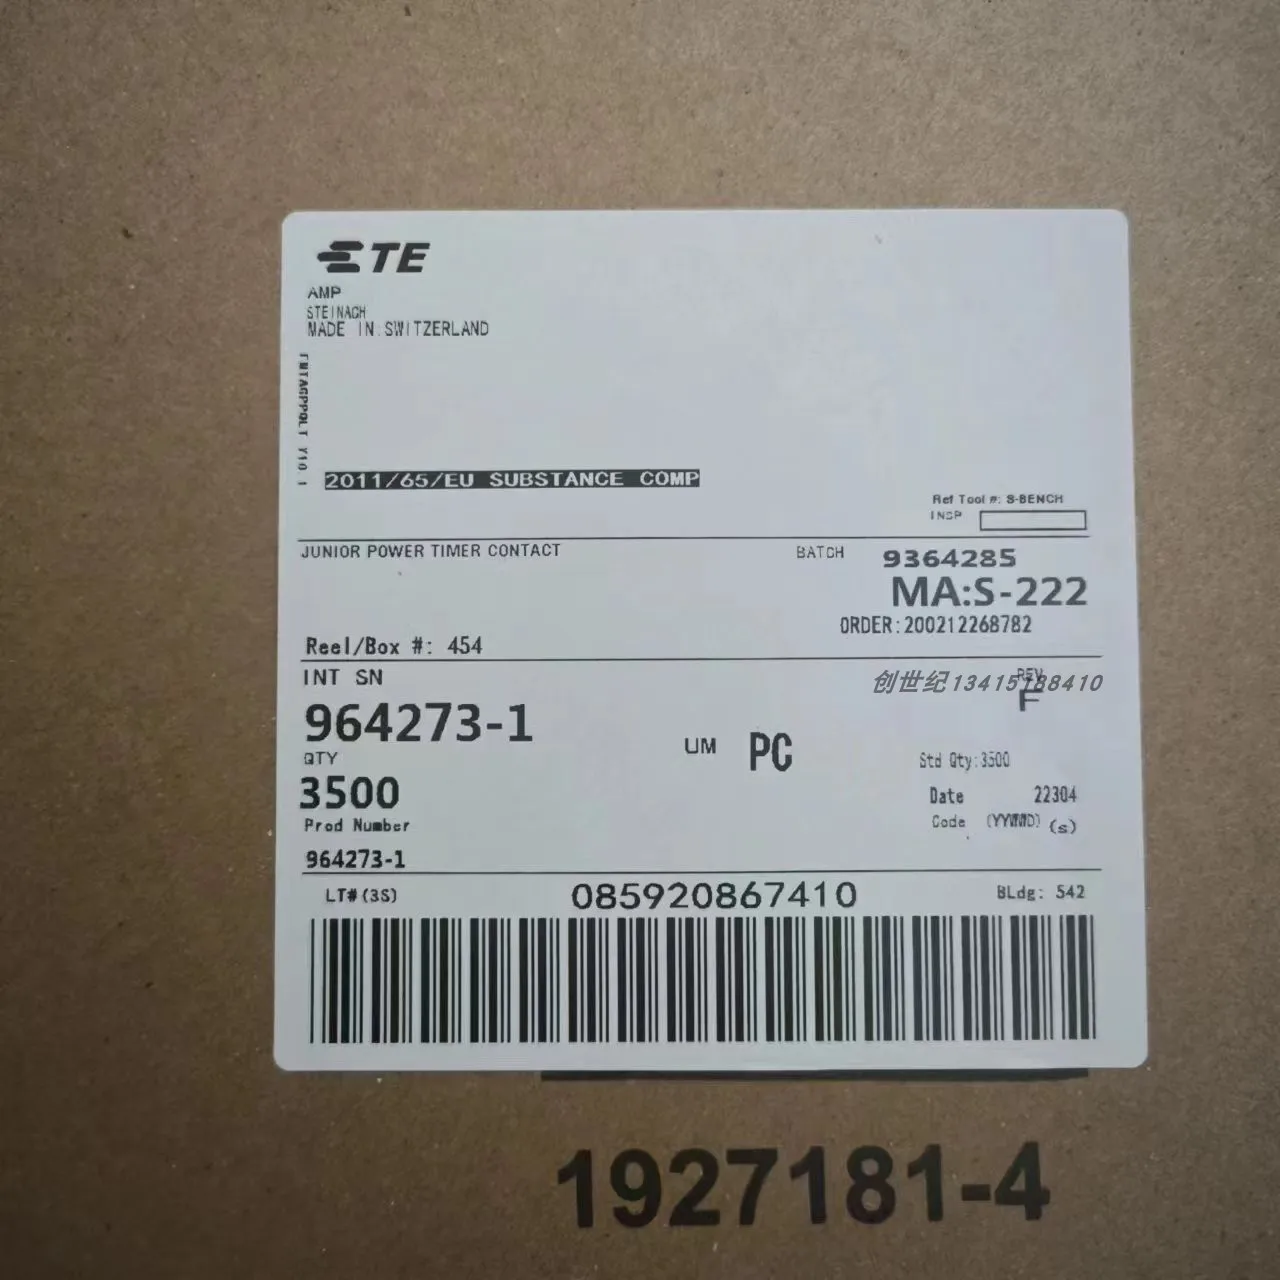 TE
AMP
STEINACH
MADE IN:SWITZERLAND
2011/65/EU SUBSTANCE COMP
Ref Tool #: S-BENCH
INSP
JUNIOR POWER TIMER CONTACT
BATCH 9364285
MA:S-222
ORDER:200212268782
Reel/Box #: 454
INT SN
REV
创世纪13415188410
F
964273-1
QTY
UM PC
Std Qty:3500
3500
Date 22304
Prod Number
Code (YYWWD) (s)
964273-1
LT#(3S) 085920867410 BLdg: 542
1927181-4